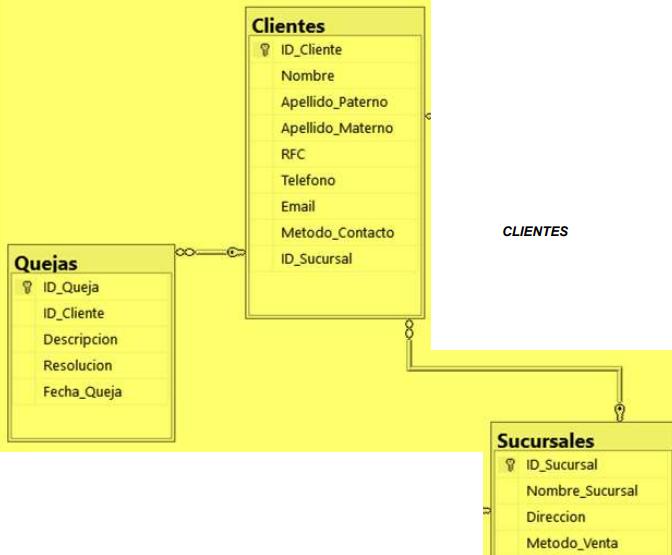 Clientes
ID_Cliente
Nombre
Apellido_Paterno
Apellido_Materno
RFC
Telefono
Email
Metodo_Contacto
ID_Sucursal
CLIENTES
Quejas
ID_Queja
ID_Cliente
Descripcion
Resolucion
Fecha_Queja
Sucursales
ID_Sucursal
Nombre_Sucursal
Direccion
Metodo_Venta